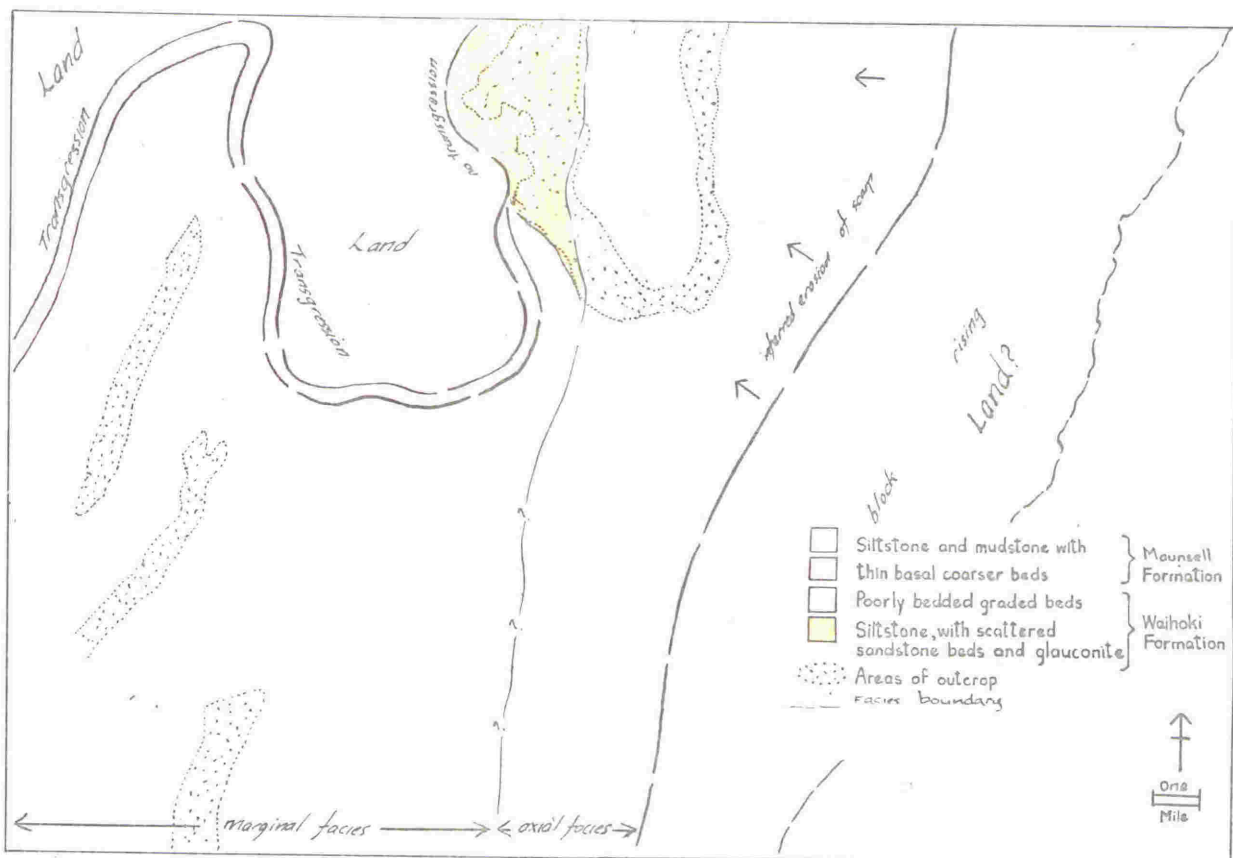 Land
Transgression
no transgression
Land
Transgression
inferred erosion of scarp
rising
Land?
block
Siltstone and mudstone with
thin basal coarser beds
Maunsell
Formation
Poorly bedded graded beds
Siltstone, with scattered
sandstone beds and glauconite
Waihoki
Formation
Areas of outcrop
Facies boundary
?
?
?
One
Mile
marginal facies
axial facies